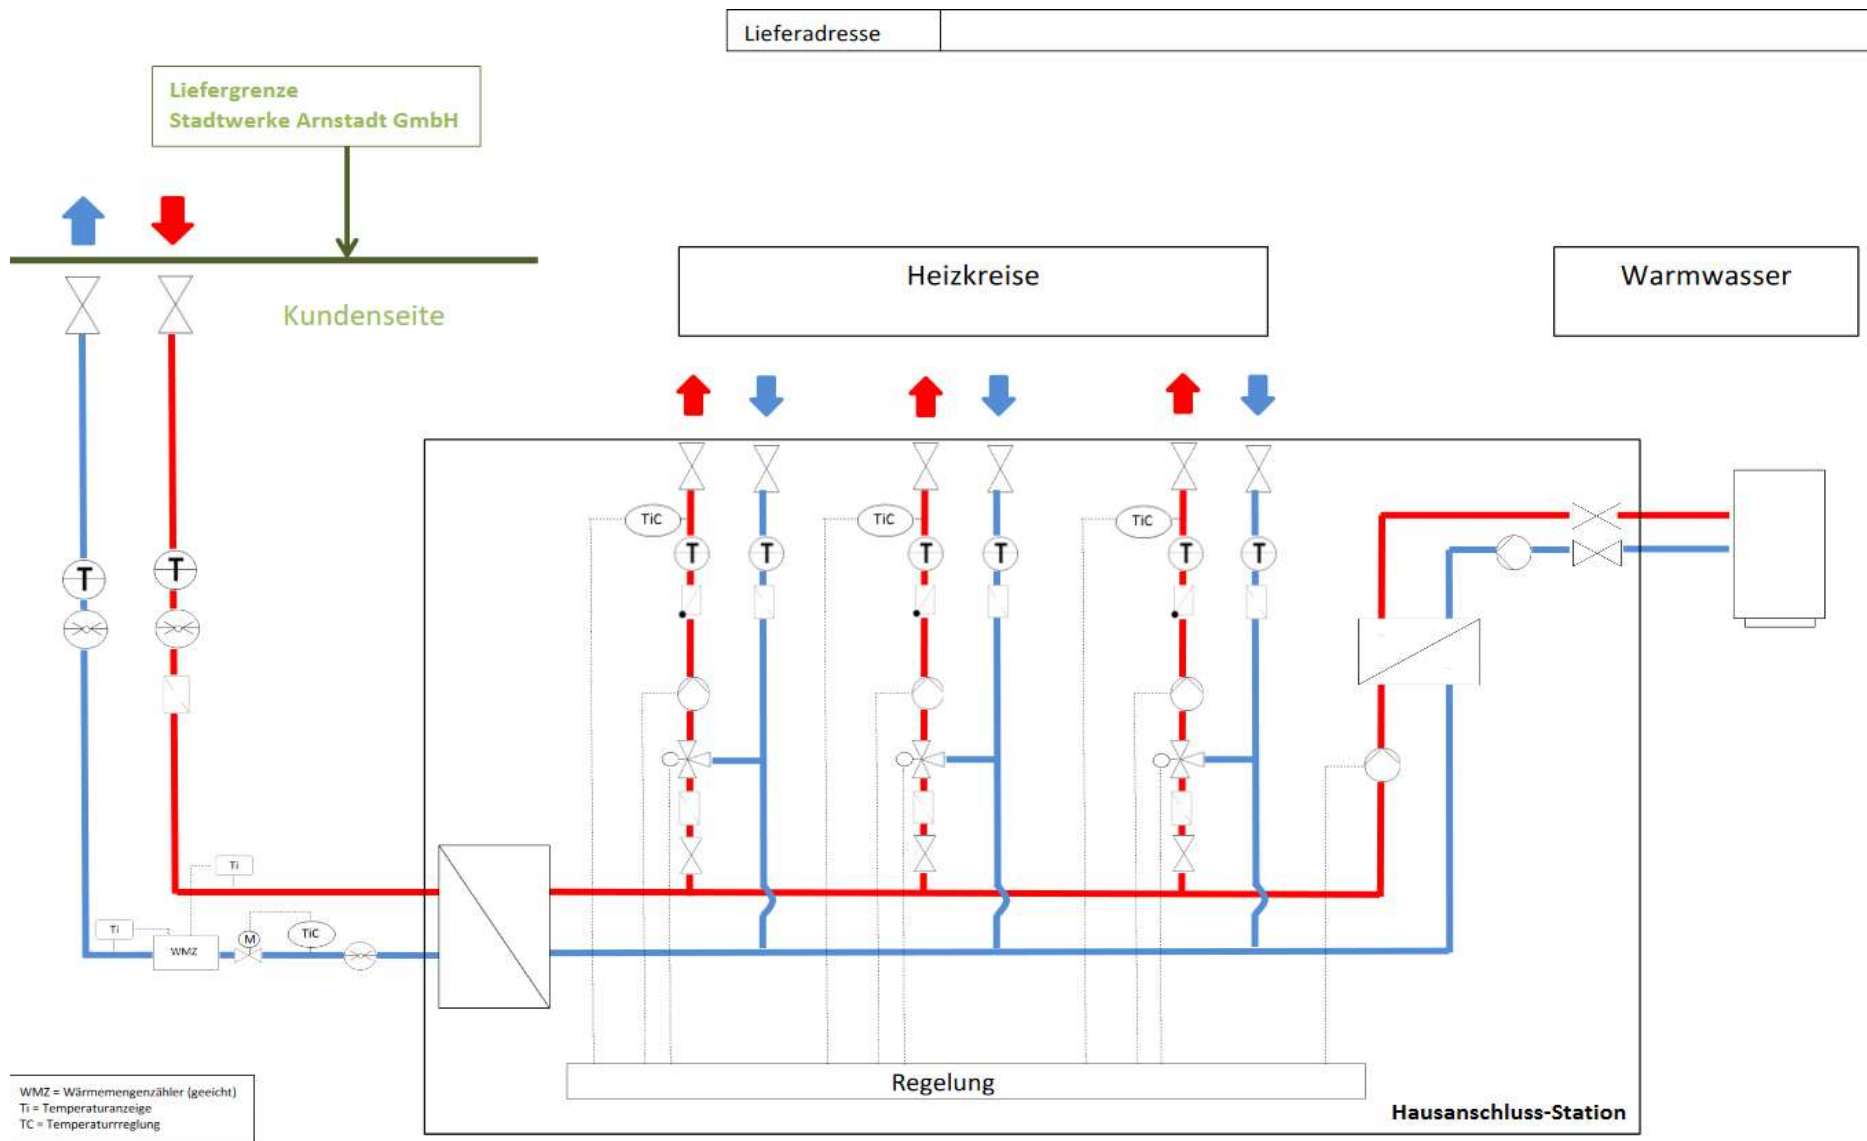 Lieferadresse
Liefergrenze
Stadtwerke Arnstadt GmbH
Kundenseite
Heizkreise
Warmwasser
TiC
TiC
TiC
T
T
T
T
T
T
T
T
Ti
Ti
WMZ
M
TiC
Regelung
Hausanschluss-Station
WMZ = Wärmemengenzähler (geeicht)
Ti = Temperaturanzeige
TC = Temperaturrreglung